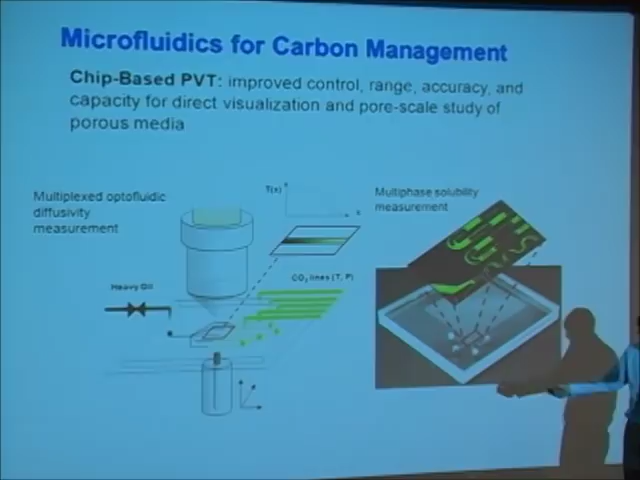 Microfluidics for Carbon Management
Chip-Based PVT: improved control, range, accuracy, and
capacity for direct visualization and pore-scale study of
porous media
Multiplexed optofluidic
diffusivity
measurement
T(x)
x
Multiphase solubility
measurement
Heavy Oil
CO₂ lines (T, P)